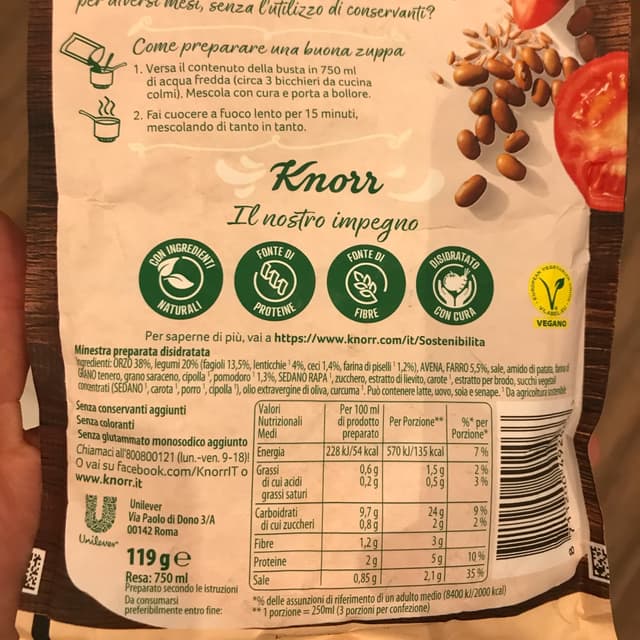 per diversi mesi, senza l'utilizzo di conservanti?
Come preparare una buona zuppa
1. Versa il contenuto della busta in 750 ml
di acqua fredda (circa 3 bicchieri da cucina
colmi). Mescola con cura e porta a bollore.
2. Fai cuocere a fuoco lento per 15 minuti,
mescolando di tanto in tanto.
Knorr
Il nostro impegno
CON INGREDIENTI NATURALI
FONTE DI PROTEINE
FONTE DI FIBRE
DISIDRATATO CON CURA
EUROPEAN VEGETARIAN
V-LABEL.EU
VEGANO
Per saperne di più, vai a https://www.knorr.com/it/Sostenibilita
Minestra preparata disidratata
Ingredienti: ORZO 38%, legumi 20% (fagioli 13,5%, lenticchie ¹ 4%, ceci 1,4%, farina di piselli ¹ 1,2%), AVENA, FARRO 5,5%, sale, amido di patata, farina di
GRANO tenero, grano saraceno, cipolla ¹, pomodoro ¹ 1,3%, SEDANO RAPA ¹, zucchero, estratto di lievito, carote ¹, estratto per brodo, succhi vegetali
concentrati (SEDANO ¹, carota ¹, porro ¹, cipolla ¹), olio extravergine di oliva, curcuma ¹. Può contenere latte, uovo, soia e senape. ¹ Da agricoltura sostenibile
Senza conservanti aggiunti
Senza coloranti
Senza glutammato monosodico aggiunto
Chiamaci all'800800121 (lun.-ven. 9-18)!
O vai su facebook.com/KnorrIT o
www.knorr.it
Unilever
Unilever
Via Paolo di Dono 3/A
00142 Roma
119 g e
Resa: 750 ml
Preparato secondo le istruzioni
Da consumarsi
preferibilmente entro fine:
Valori Nutrizionali Medi | Per 100 ml di prodotto preparato | Per Porzione** | %* per Porzione*
Energia 228 kJ/54 kcal 570 kJ/135 kcal 7 %
Grassi 0,6 g 1,5 g 2 %
di cui acidi grassi saturi 0,2 g 0,5 g 3 %
Carboidrati 9,7 g 24 g 9 %
di cui zuccheri 0,8 g 2 g 2 %
Fibre 1,2 g 3 g
Proteine 2 g 5 g 10 %
Sale 0,85 g 2,1 g 35 %
*% delle assunzioni di riferimento di un adulto medio (8400 kJ/2000 kcal)
** 1 porzione = 250ml (3 porzioni per confezione)